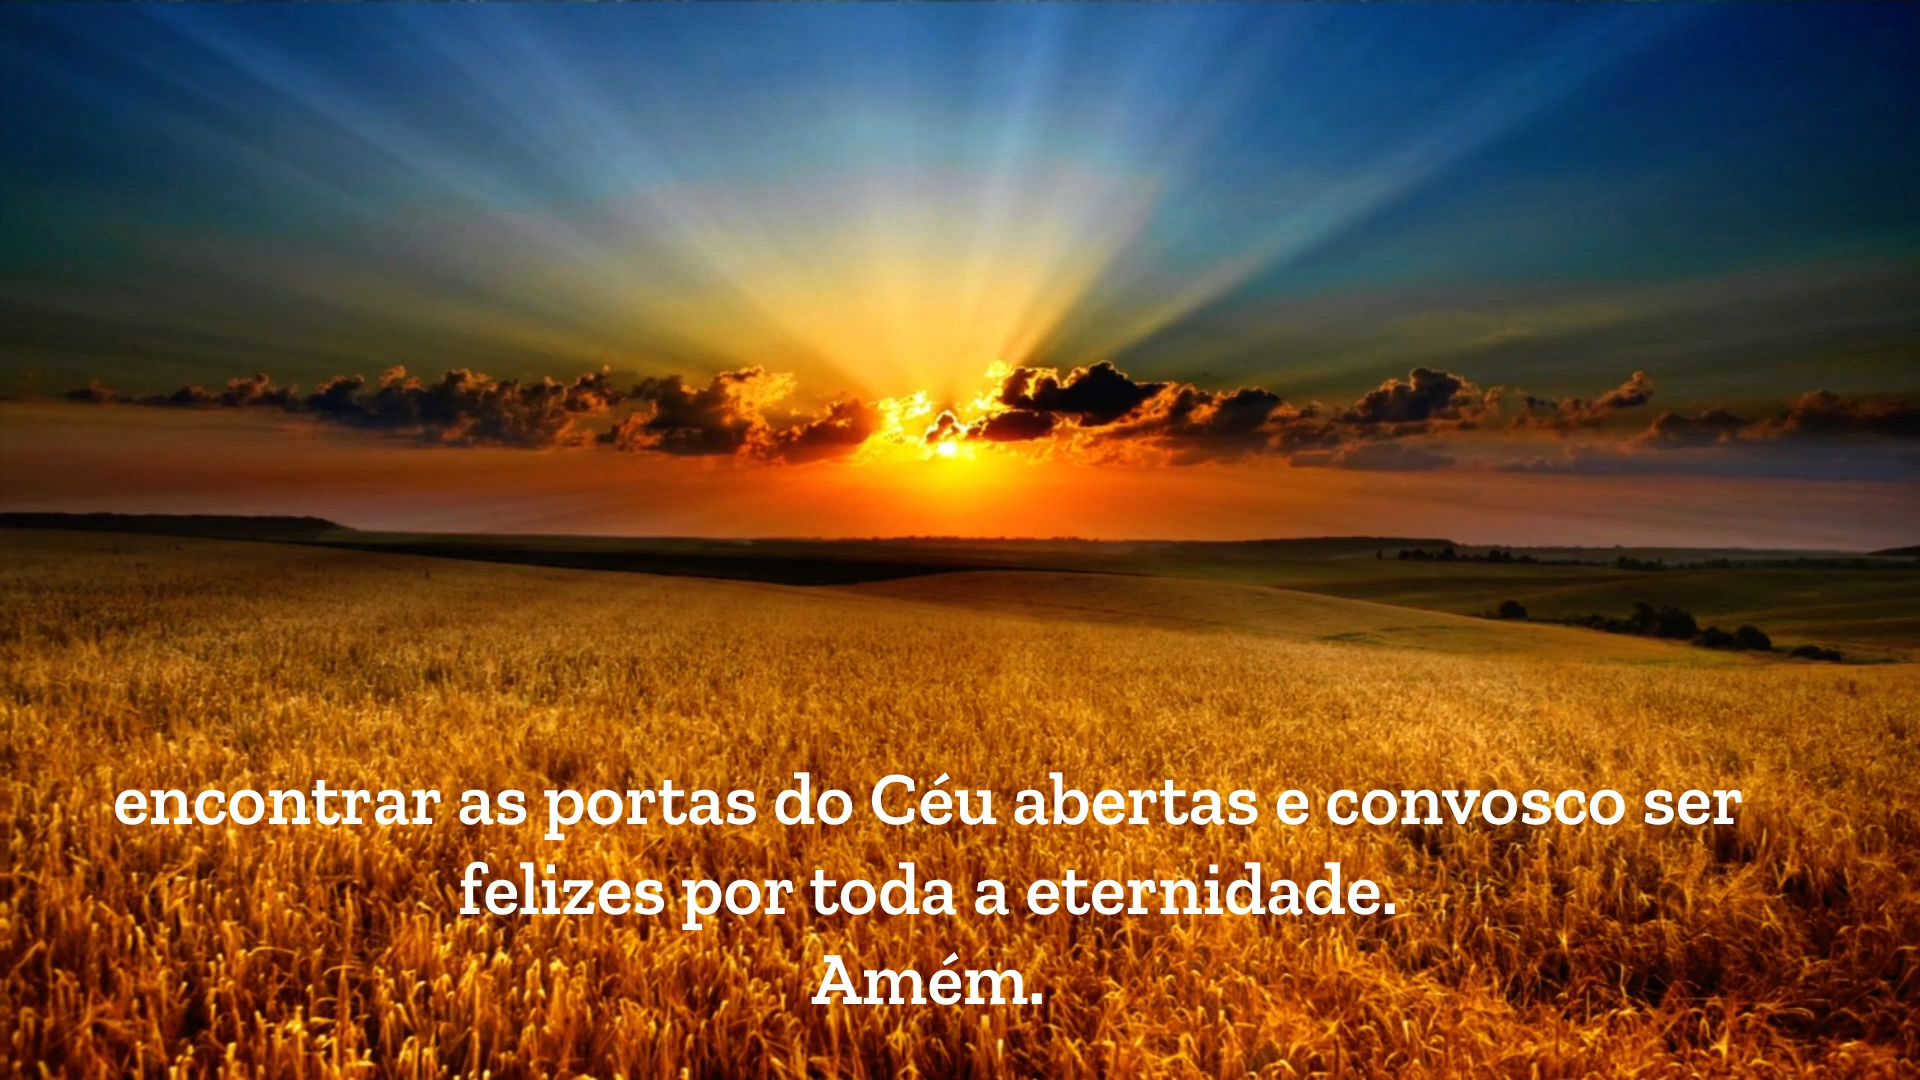 encontrar as portas do Céu abertas e convosco ser
felizes por toda a eternidade.
Amém.